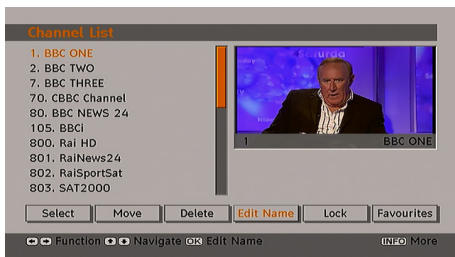 Channel List
1. BBC ONE
2. BBC TWO
7. BBC THREE
70. CBBC Channel
80. BBC NEWS 24
105. BBCi
800. Rai HD
801. RaiNews24
802. RaiSportSat
803. SAT2000
1 BBC ONE
Select Move Delete Edit Name Lock Favourites
Function Navigate OK Edit Name INFO More